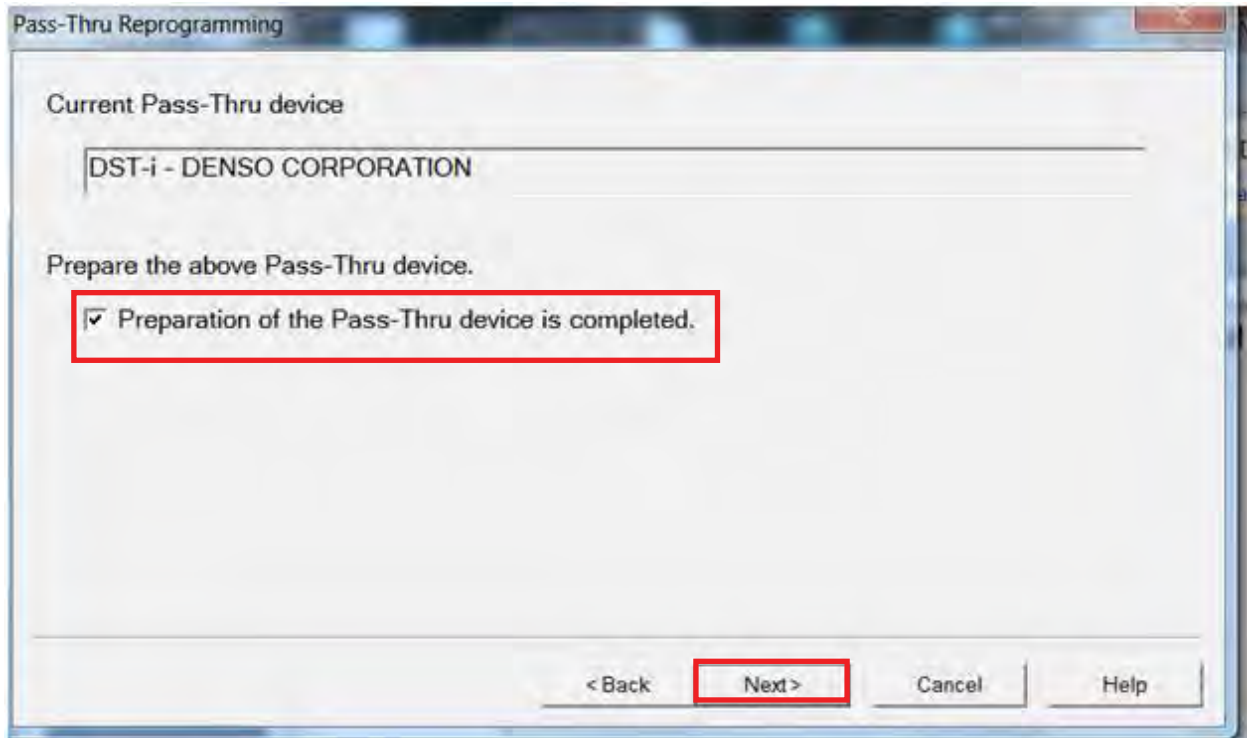 Pass-Thru Reprogramming
Current Pass-Thru device
DST-i - DENSO CORPORATION
Prepare the above Pass-Thru device.
Preparation of the Pass-Thru device is completed.
< Back Next > Cancel Help